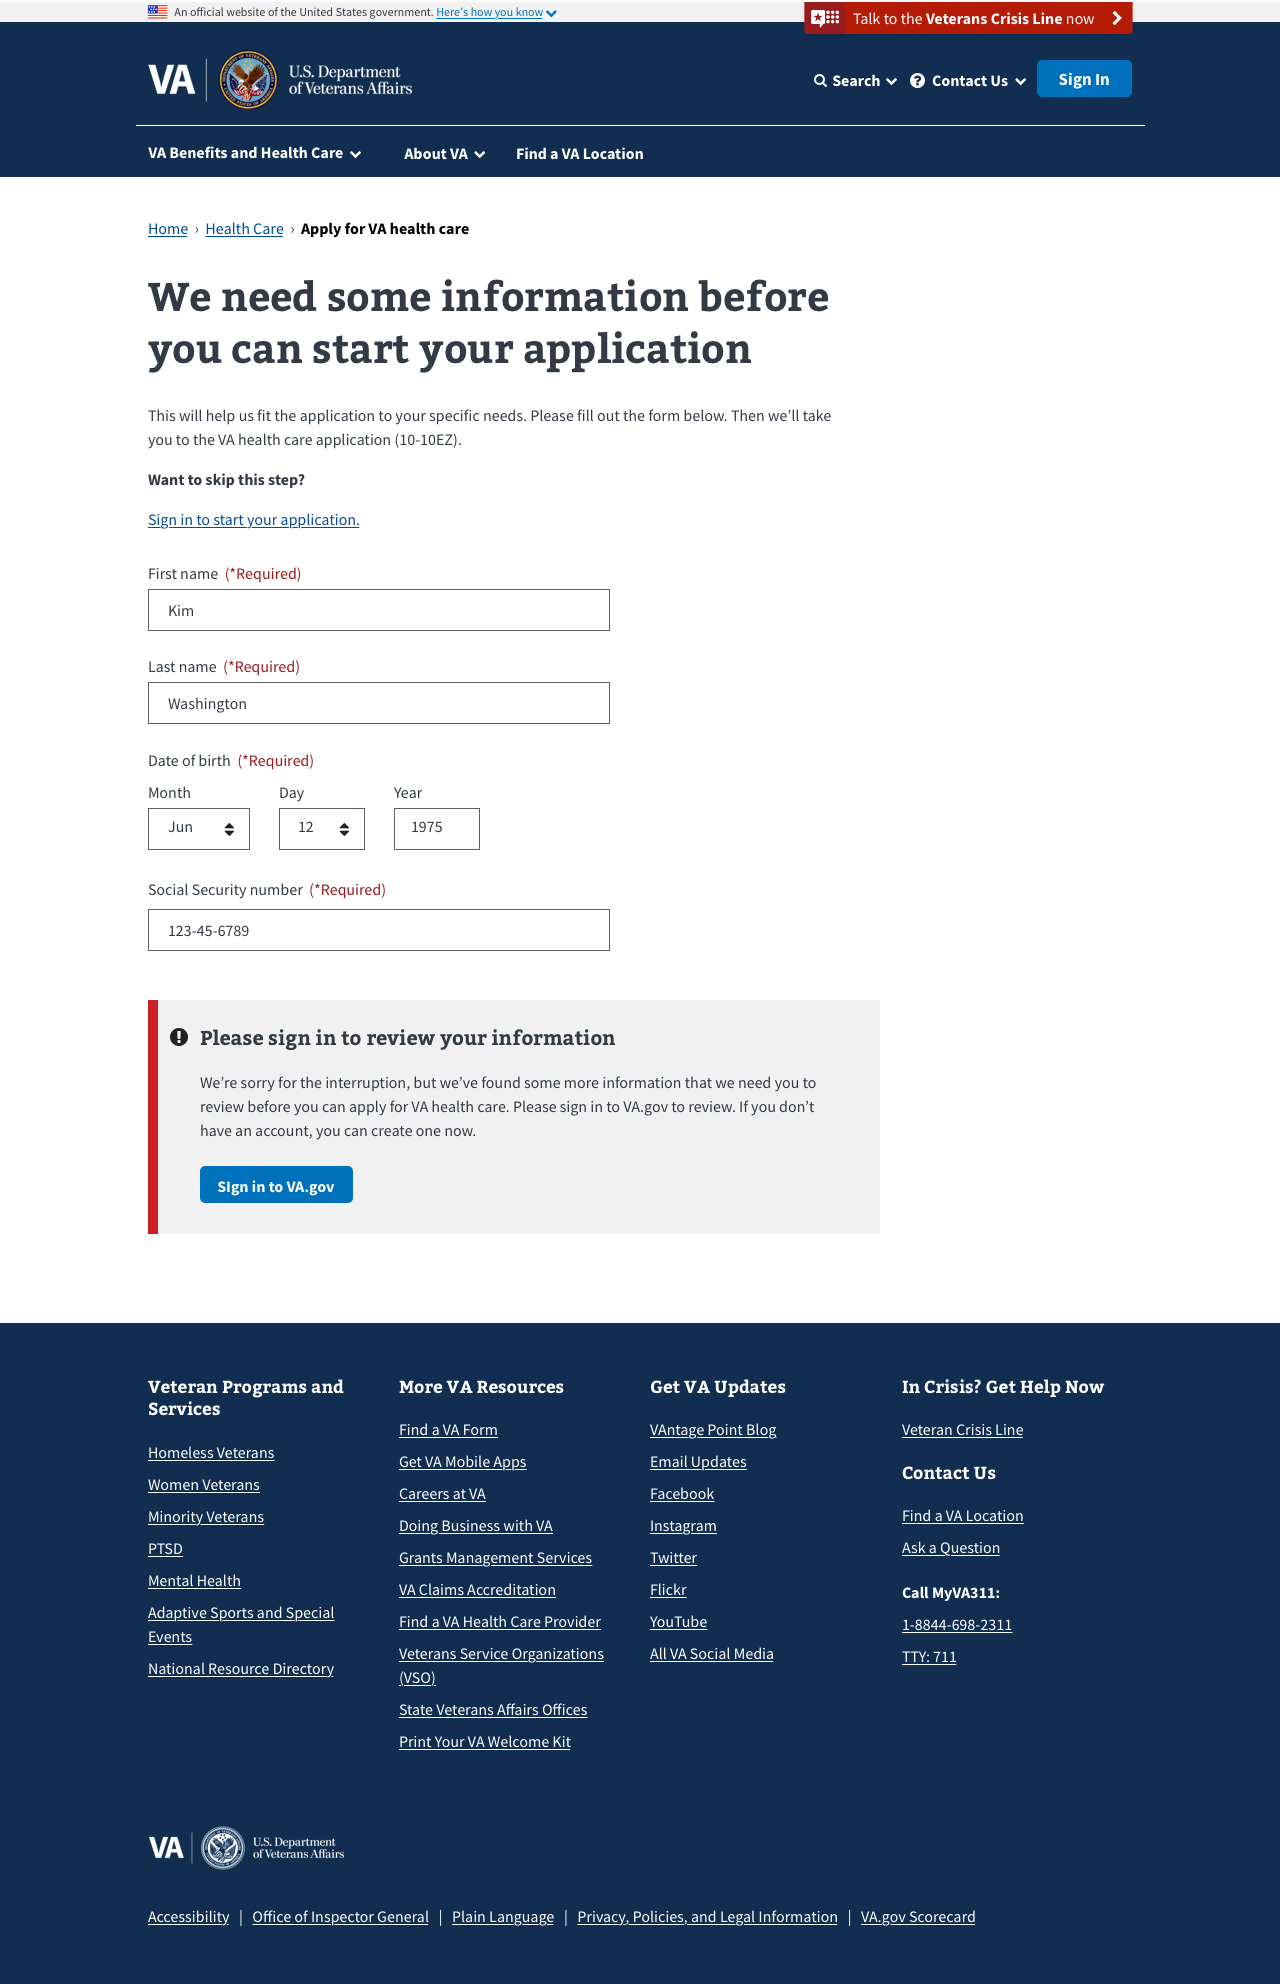 An official website of the United States government. Here's how you know
Talk to the Veterans Crisis Line now
VA
U.S. Department
of Veterans Affairs
Search
Contact Us
Sign In
VA Benefits and Health Care
About VA
Find a VA Location
Home › Health Care › Apply for VA health care
We need some information before
you can start your application
This will help us fit the application to your specific needs. Please fill out the form below. Then we’ll take
you to the VA health care application (10-10EZ).
Want to skip this step?
Sign in to start your application.
First name (*Required)
Kim
Last name (*Required)
Washington
Date of birth (*Required)
Month Day Year
Jun 12 1975
Social Security number (*Required)
123-45-6789
Please sign in to review your information
We’re sorry for the interruption, but we’ve found some more information that we need you to
review before you can apply for VA health care. Please sign in to VA.gov to review. If you don’t
have an account, you can create one now.
SIgn in to VA.gov
Veteran Programs and
Services
Homeless Veterans
Women Veterans
Minority Veterans
PTSD
Mental Health
Adaptive Sports and Special
Events
National Resource Directory
More VA Resources
Find a VA Form
Get VA Mobile Apps
Careers at VA
Doing Business with VA
Grants Management Services
VA Claims Accreditation
Find a VA Health Care Provider
Veterans Service Organizations
(VSO)
State Veterans Affairs Offices
Print Your VA Welcome Kit
Get VA Updates
VAntage Point Blog
Email Updates
Facebook
Instagram
Twitter
Flickr
YouTube
All VA Social Media
In Crisis? Get Help Now
Veteran Crisis Line
Contact Us
Find a VA Location
Ask a Question
Call MyVA311:
1-8844-698-2311
TTY: 711
VA
U.S. Department
of Veterans Affairs
Accessibility | Office of Inspector General | Plain Language | Privacy, Policies, and Legal Information | VA.gov Scorecard